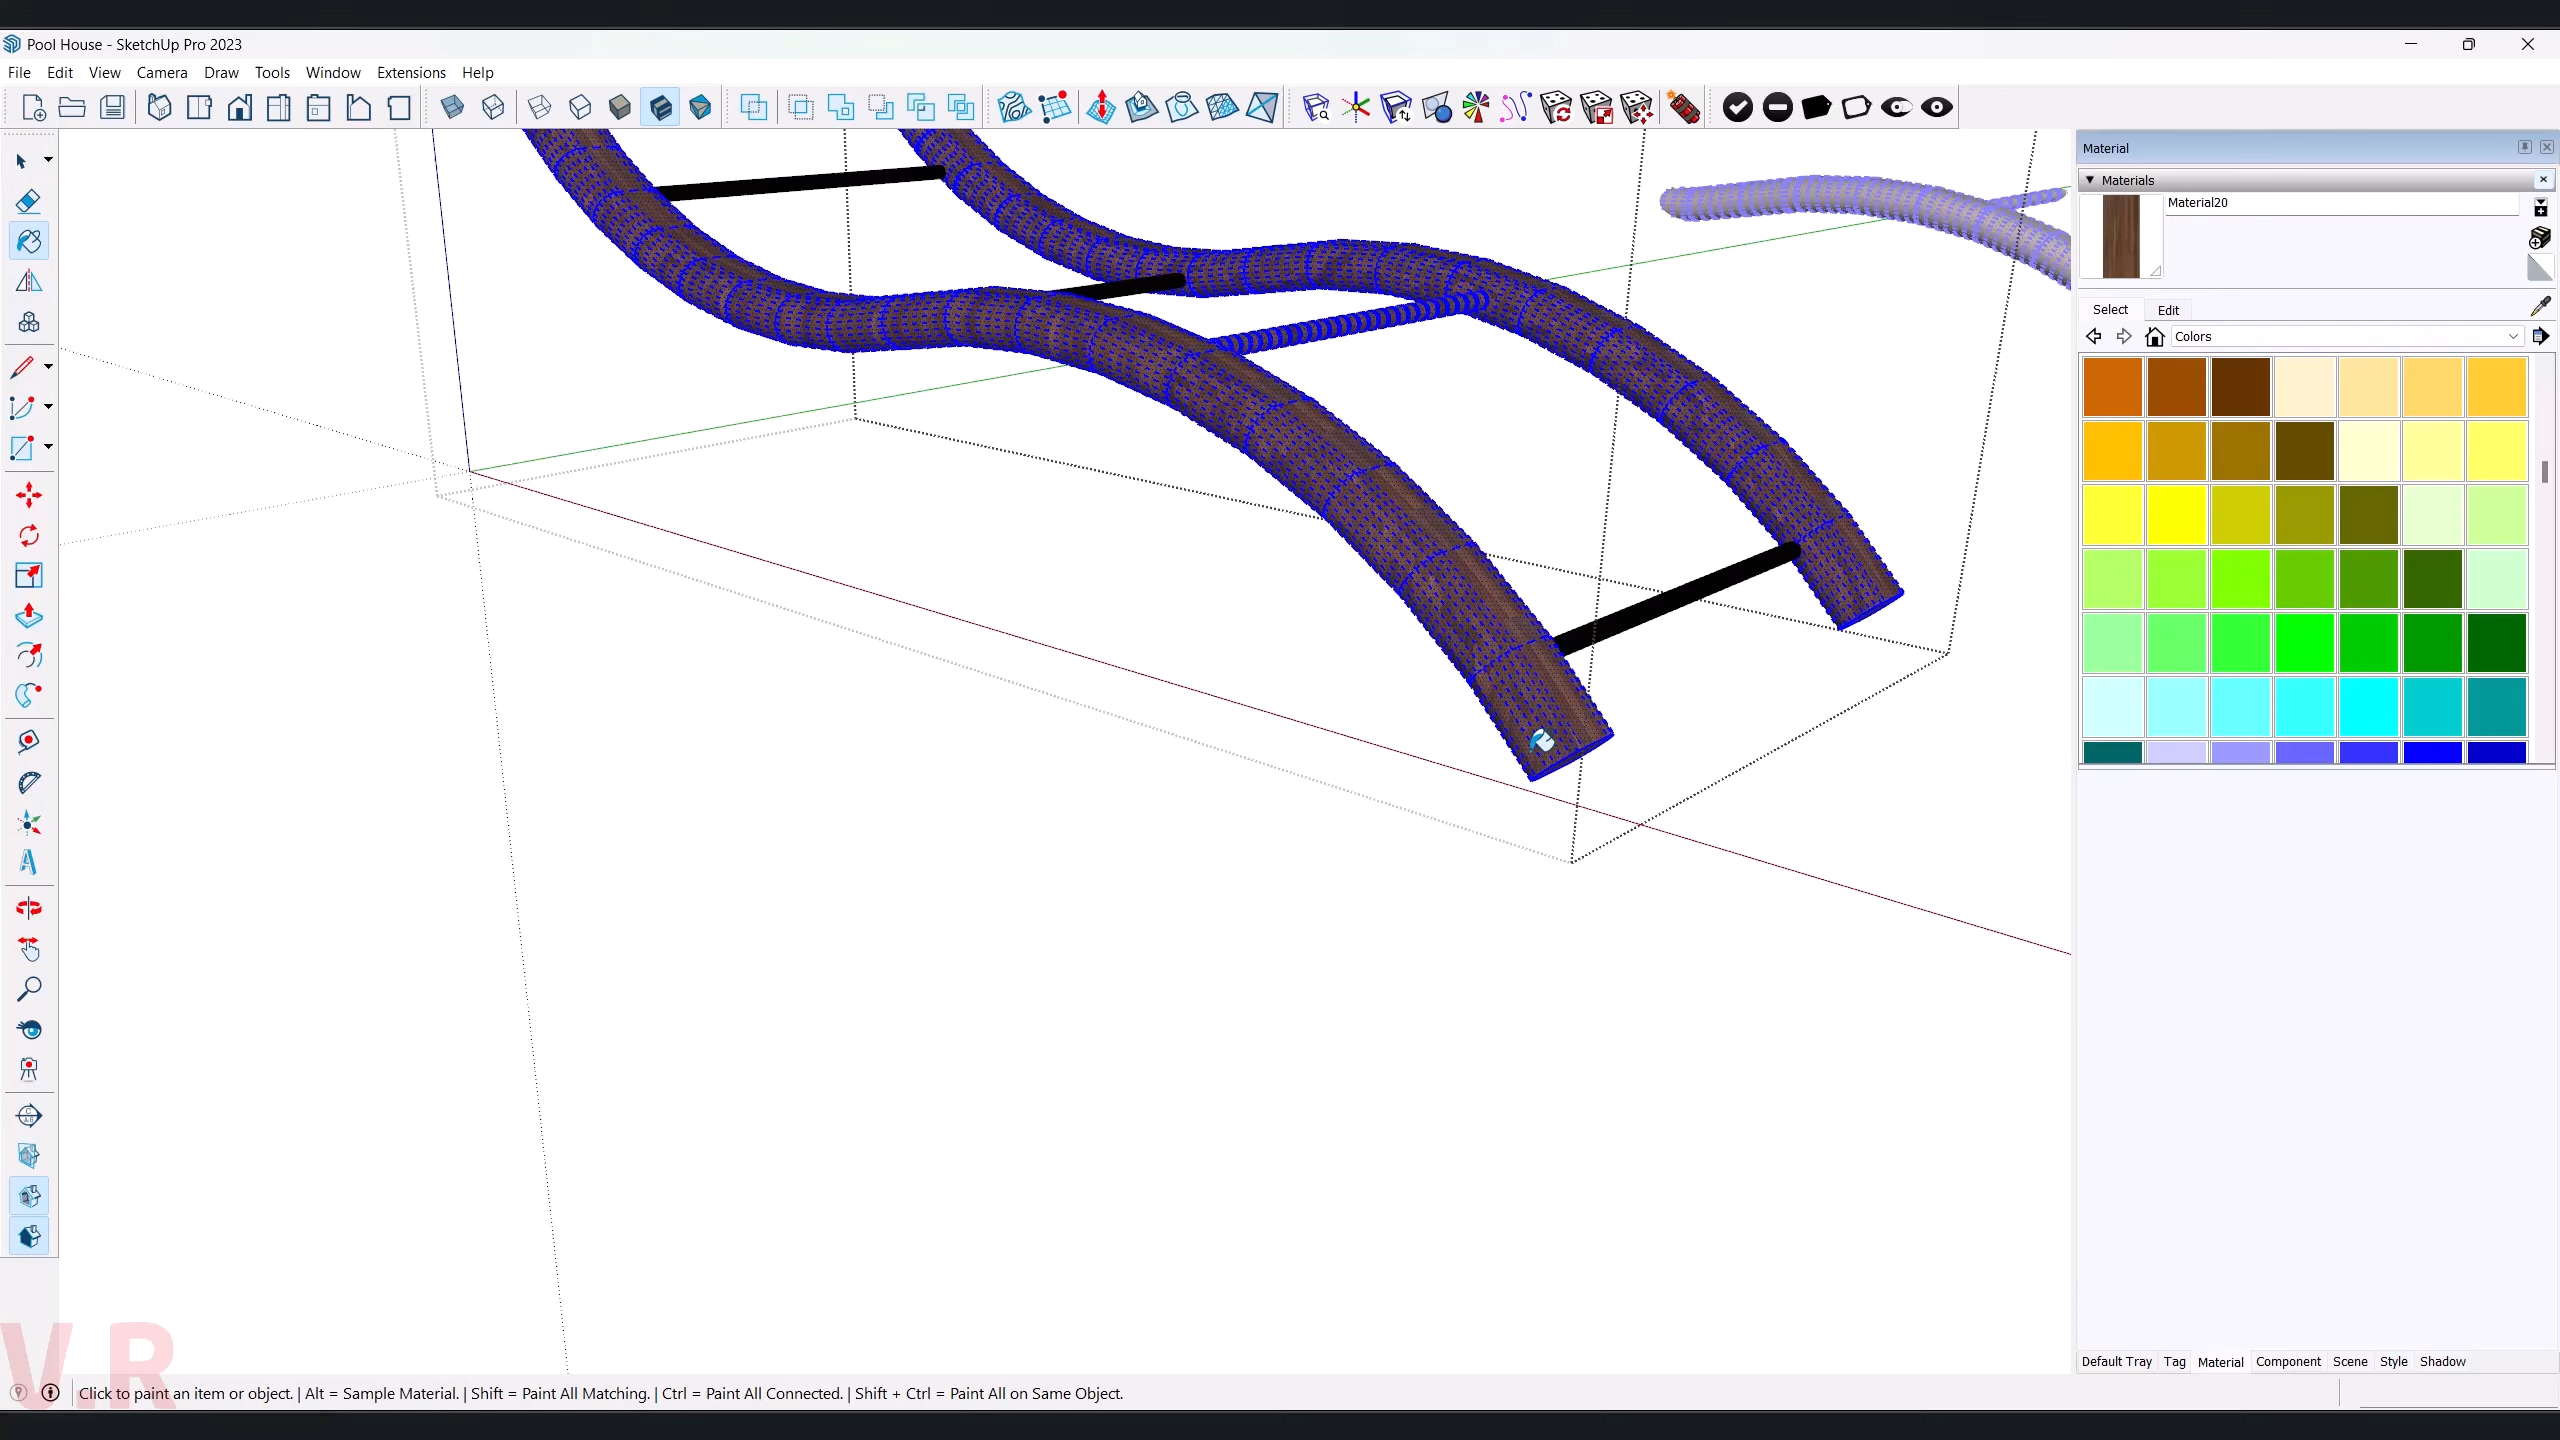 Pool House - SketchUp Pro 2023
File Edit View Camera Draw Tools Window Extensions Help
Material
Materials
Material20
Select Edit
Colors
Default Tray Tag Material Component Scene Style Shadow
V.R
Click to paint an item or object. | Alt = Sample Material. | Shift = Paint All Matching. | Ctrl = Paint All Connected. | Shift + Ctrl = Paint All on Same Object.